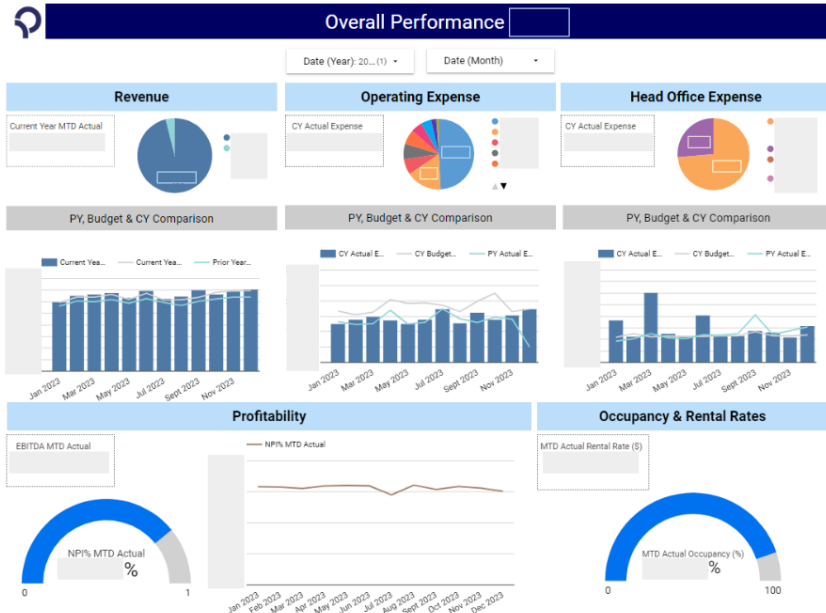 Overall Performance
Date (Year): 20... (1)
Date (Month)
Revenue
Operating Expense
Head Office Expense
Current Year MTD Actual
CY Actual Expense
CY Actual Expense
PY, Budget & CY Comparison
PY, Budget & CY Comparison
PY, Budget & CY Comparison
Current Yea... Current Yea... Prior Year...
CY Actual E... CY Budget... PY Actual E...
CY Actual E... CY Budget... PY Actual E...
Jan 2023 Mar 2023 May 2023 Jul 2023 Sept 2023 Nov 2023
Jan 2023 Mar 2023 May 2023 Jul 2023 Sept 2023 Nov 2023
Jan 2023 Mar 2023 May 2023 Jul 2023 Sept 2023 Nov 2023
Profitability
Occupancy & Rental Rates
EBITDA MTD Actual
NPI% MTD Actual
MTD Actual Rental Rate ($)
NPI% MTD Actual
%
0 1
Jan 2023 Feb 2023 Mar 2023 Apr 2023 May 2023 Jun 2023 Jul 2023 Aug 2023 Sept 2023 Oct 2023 Nov 2023 Dec 2023
MTD Actual Occupancy (%)
%
0 100